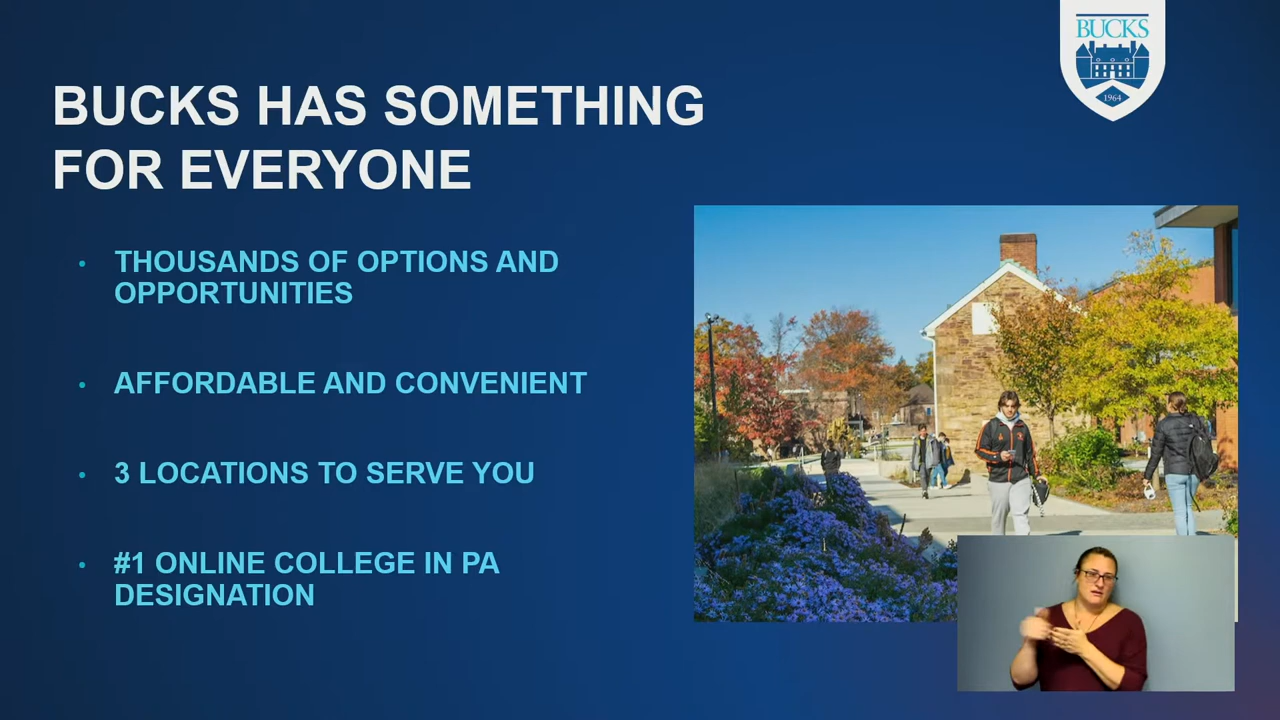 BUCKS
1964
BUCKS HAS SOMETHING
FOR EVERYONE
• THOUSANDS OF OPTIONS AND
OPPORTUNITIES
• AFFORDABLE AND CONVENIENT
• 3 LOCATIONS TO SERVE YOU
• #1 ONLINE COLLEGE IN PA
DESIGNATION